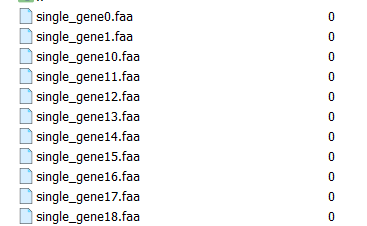 single_gene0.faa 0
single_gene1.faa 0
single_gene10.faa 0
single_gene11.faa 0
single_gene12.faa 0
single_gene13.faa 0
single_gene14.faa 0
single_gene15.faa 0
single_gene16.faa 0
single_gene17.faa 0
single_gene18.faa 0